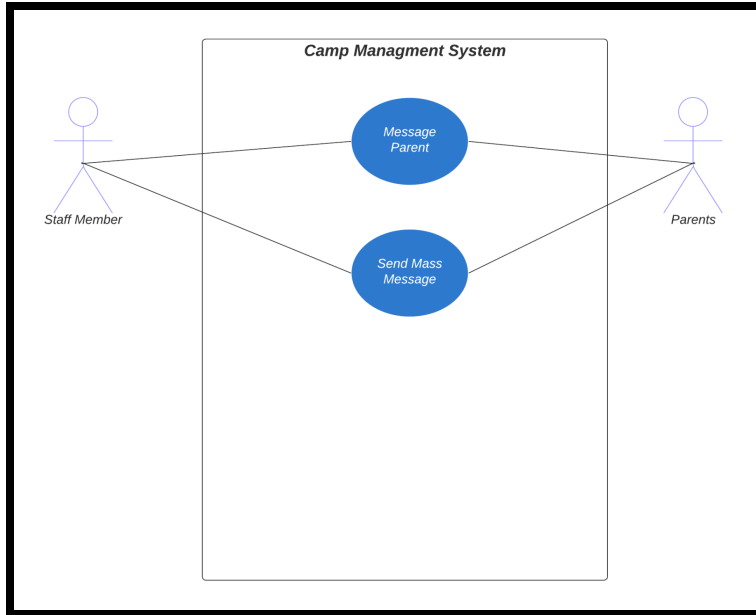 Camp Managment System
Message
Parent
Staff Member
Parents
Send Mass
Message